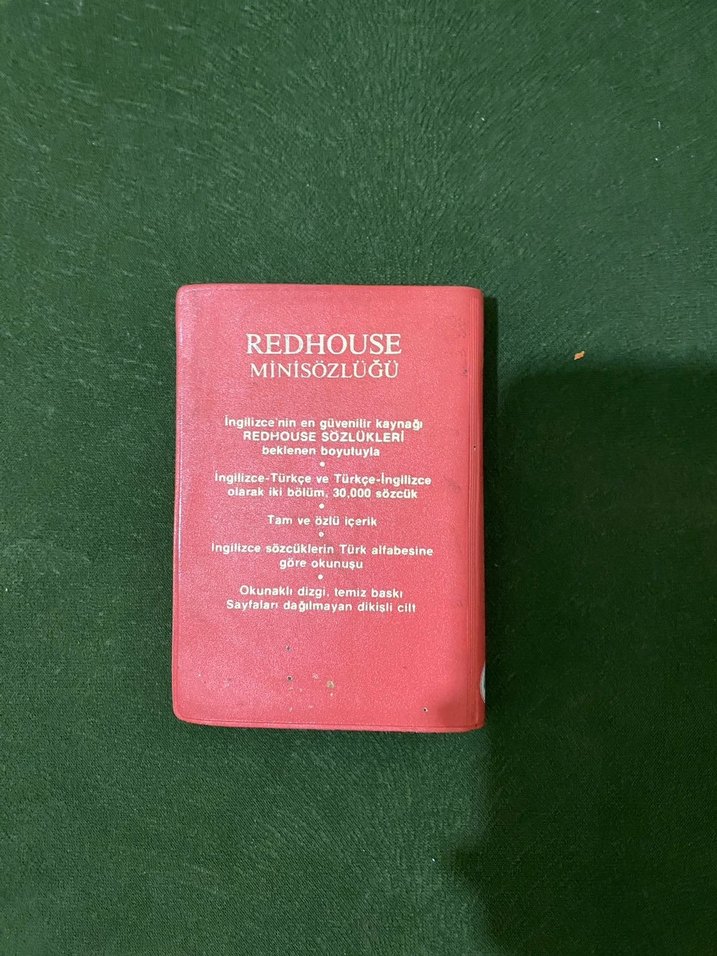 REDHOUSE
MİNİSÖZLÜĞÜ
İngilizce'nin en güvenilir kaynağı
REDHOUSE SÖZLÜKLERİ
beklenen boyutuyla
•
İngilizce-Türkçe ve Türkçe-İngilizce
olarak iki bölüm, 30,000 sözcük
•
Tam ve özlü içerik
•
İngilizce sözcüklerin Türk alfabesine
göre okunuşu
•
Okunaklı dizgi, temiz baskı
Sayfaları dağılmayan dikişli cilt